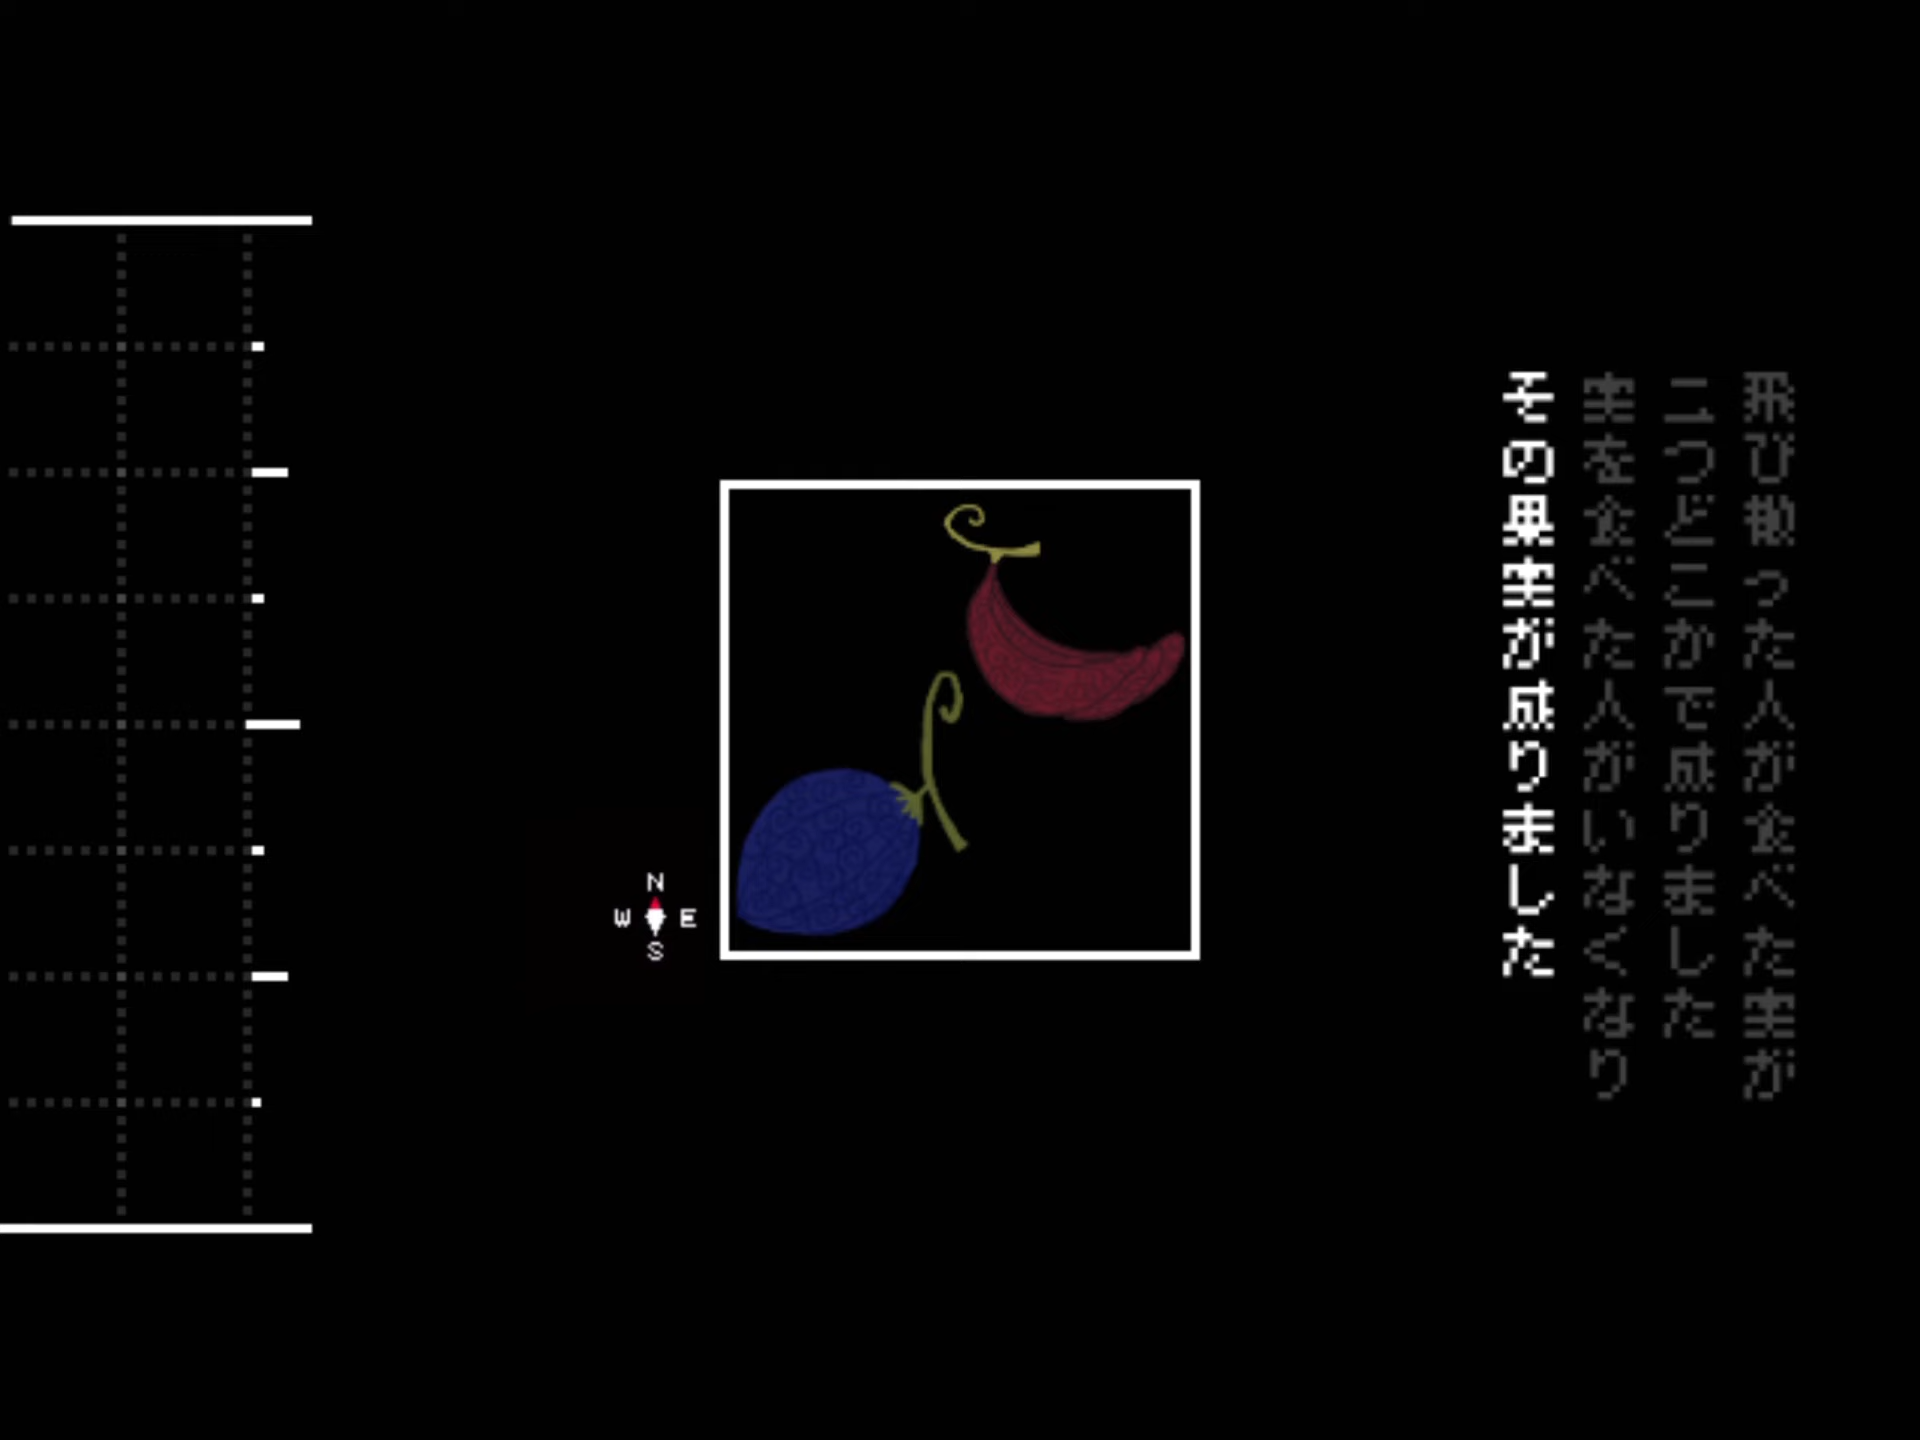 飛び散った人が食べた実が
二つどこかで成りました
実を食べた人がいなくなり
その果実が成りました
N
W E
S